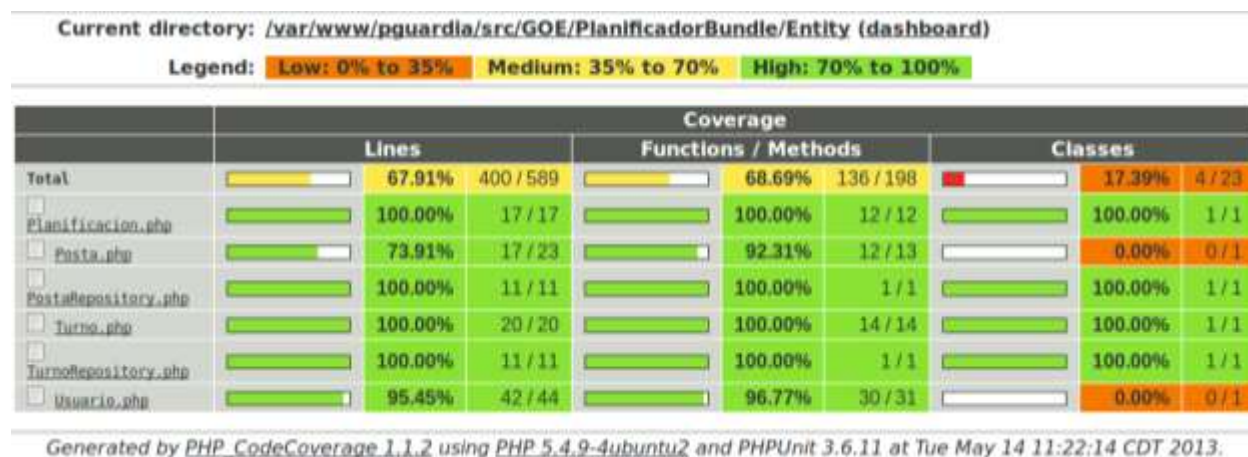 Current directory: /var/www/pguardia/src/GOE/PlanificadorBundle/Entity (dashboard)
Legend: Low: 0% to 35% Medium: 35% to 70% High: 70% to 100%
Coverage
Lines Functions / Methods Classes
Total 67.91% 400 / 589 68.69% 136 / 198 17.39% 4 / 23
Planificacion.php 100.00% 17 / 17 100.00% 12 / 12 100.00% 1 / 1
Posta.php 73.91% 17 / 23 92.31% 12 / 13 0.00% 0 / 1
PostaRepository.php 100.00% 11 / 11 100.00% 1 / 1 100.00% 1 / 1
Turno.php 100.00% 20 / 20 100.00% 14 / 14 100.00% 1 / 1
TurnoRepository.php 100.00% 11 / 11 100.00% 1 / 1 100.00% 1 / 1
Usuario.php 95.45% 42 / 44 96.77% 30 / 31 0.00% 0 / 1
Generated by PHP_CodeCoverage 1.1.2 using PHP 5.4.9-4ubuntu2 and PHPUnit 3.6.11 at Tue May 14 11:22:14 CDT 2013.